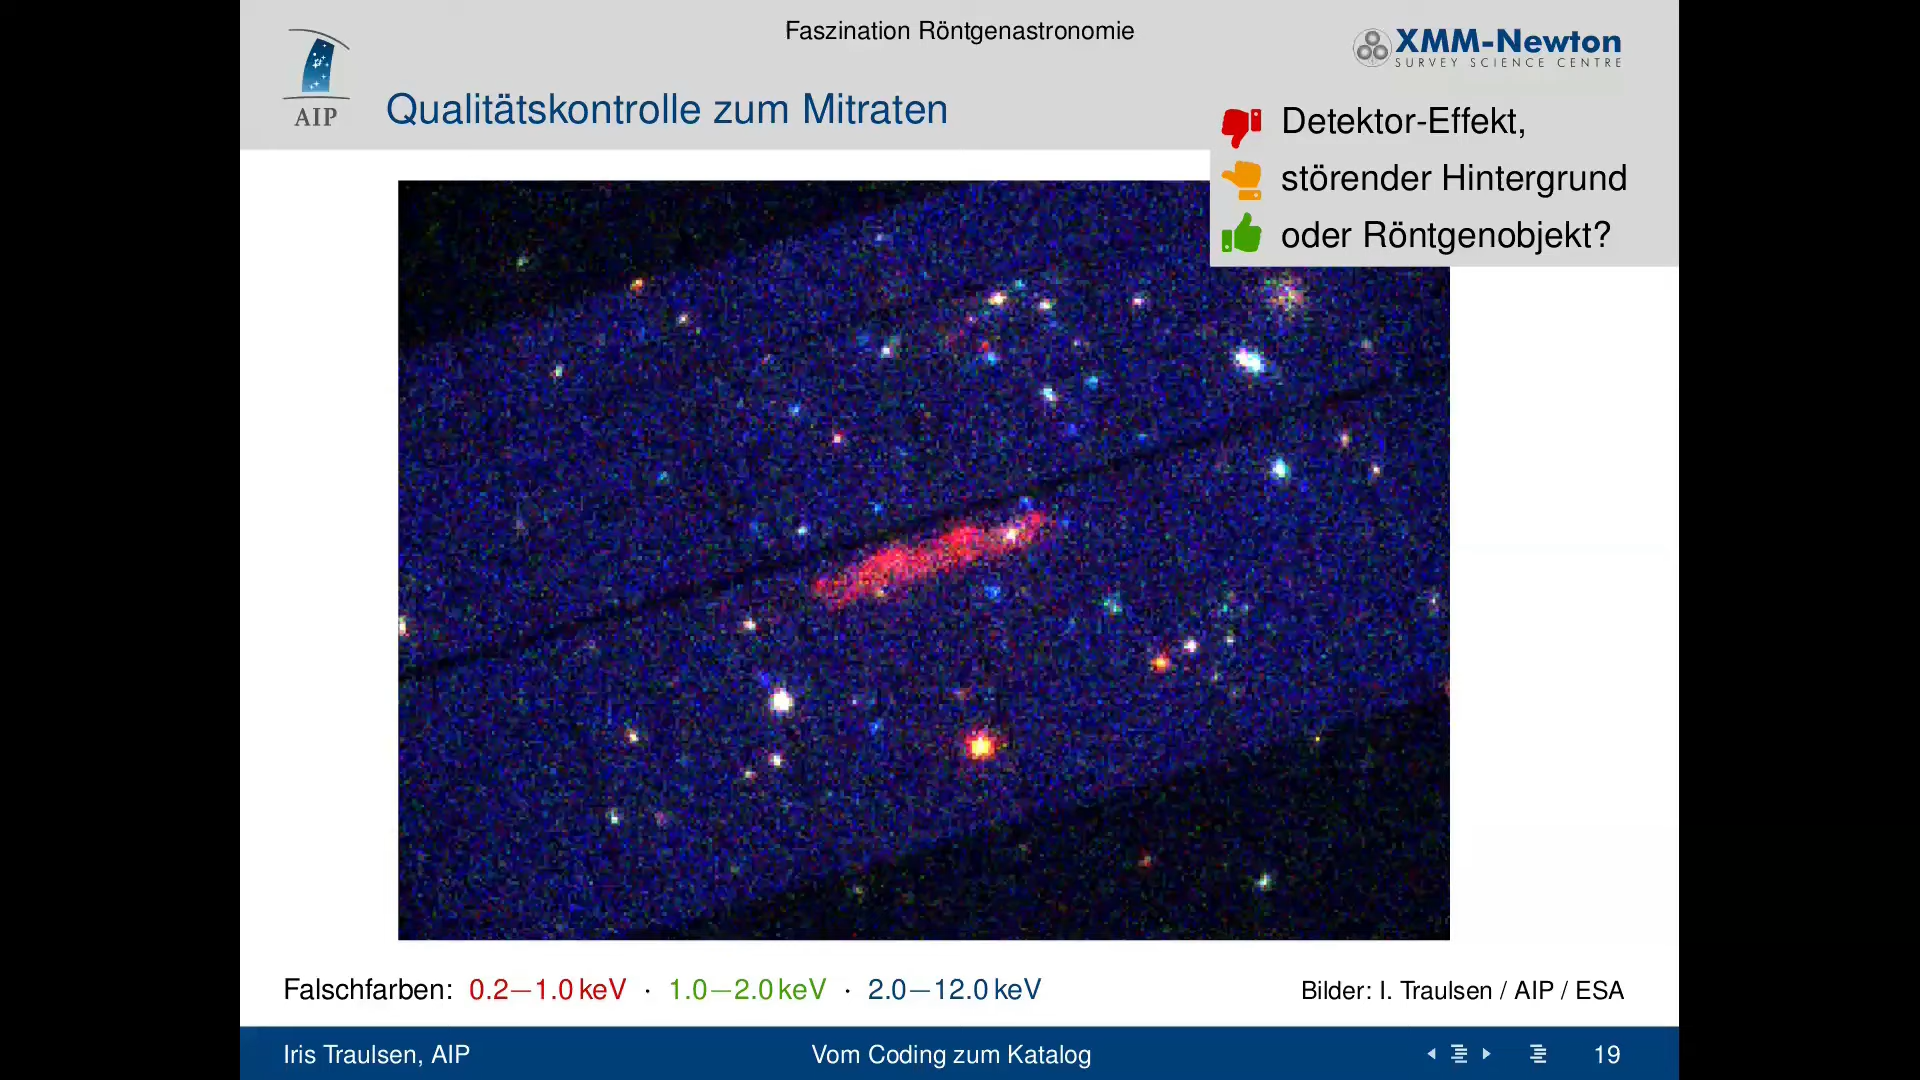 Faszination Röntgenastronomie
XMM-Newton
SURVEY SCIENCE CENTRE
AIP
Qualitätskontrolle zum Mitraten
Detektor-Effekt,
störender Hintergrund
oder Röntgenobjekt?
Falschfarben: 0.2–1.0 keV · 1.0–2.0 keV · 2.0–12.0 keV
Bilder: I. Traulsen / AIP / ESA
Iris Traulsen, AIP
Vom Coding zum Katalog
19